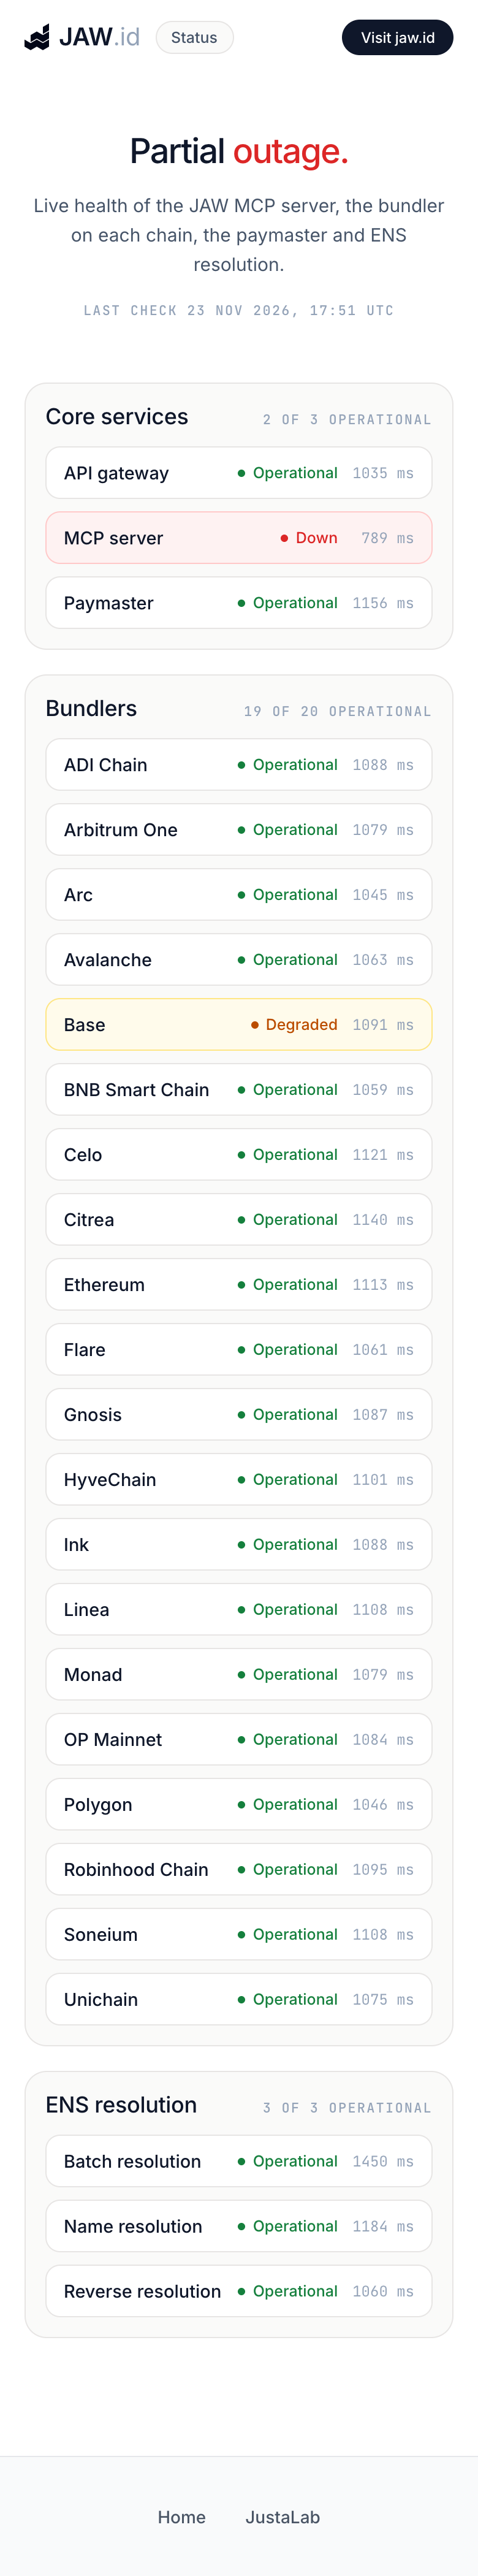 JAW.id Status Visit jaw.id
Partial outage.
Live health of the JAW MCP server, the bundler
on each chain, the paymaster and ENS
resolution.
LAST CHECK 23 NOV 2026, 17:51 UTC
Core services 2 OF 3 OPERATIONAL
API gateway Operational 1035 ms
MCP server Down 789 ms
Paymaster Operational 1156 ms
Bundlers 19 OF 20 OPERATIONAL
ADI Chain Operational 1088 ms
Arbitrum One Operational 1079 ms
Arc Operational 1045 ms
Avalanche Operational 1063 ms
Base Degraded 1091 ms
BNB Smart Chain Operational 1059 ms
Celo Operational 1121 ms
Citrea Operational 1140 ms
Ethereum Operational 1113 ms
Flare Operational 1061 ms
Gnosis Operational 1087 ms
HyveChain Operational 1101 ms
Ink Operational 1088 ms
Linea Operational 1108 ms
Monad Operational 1079 ms
OP Mainnet Operational 1084 ms
Polygon Operational 1046 ms
Robinhood Chain Operational 1095 ms
Soneium Operational 1108 ms
Unichain Operational 1075 ms
ENS resolution 3 OF 3 OPERATIONAL
Batch resolution Operational 1450 ms
Name resolution Operational 1184 ms
Reverse resolution Operational 1060 ms
Home JustaLab